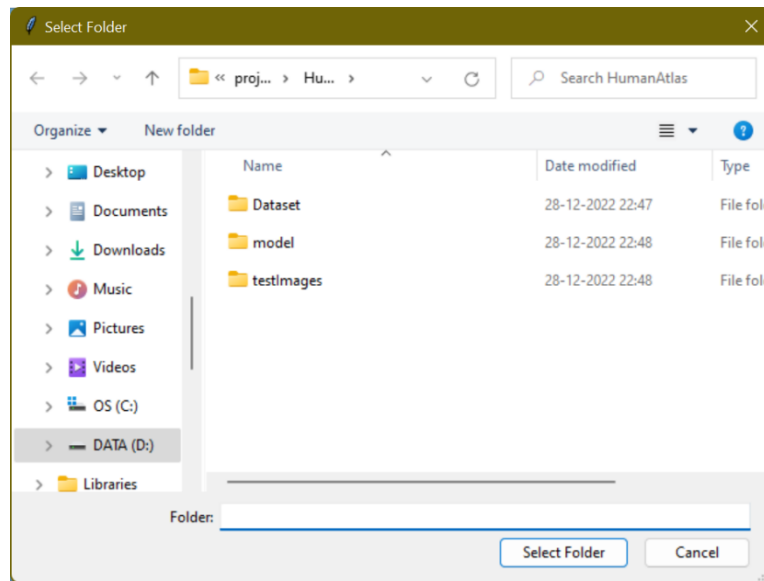 Select Folder
« proj... › Hu... ›
Search HumanAtlas
Organize
New folder
Name
Date modified
Type
Desktop
Documents
Downloads
Music
Pictures
Videos
OS (C:)
DATA (D:)
Libraries
Dataset 28-12-2022 22:47 File fol
model 28-12-2022 22:48 File fol
testImages 28-12-2022 22:48 File fol
Folder:
Select Folder
Cancel